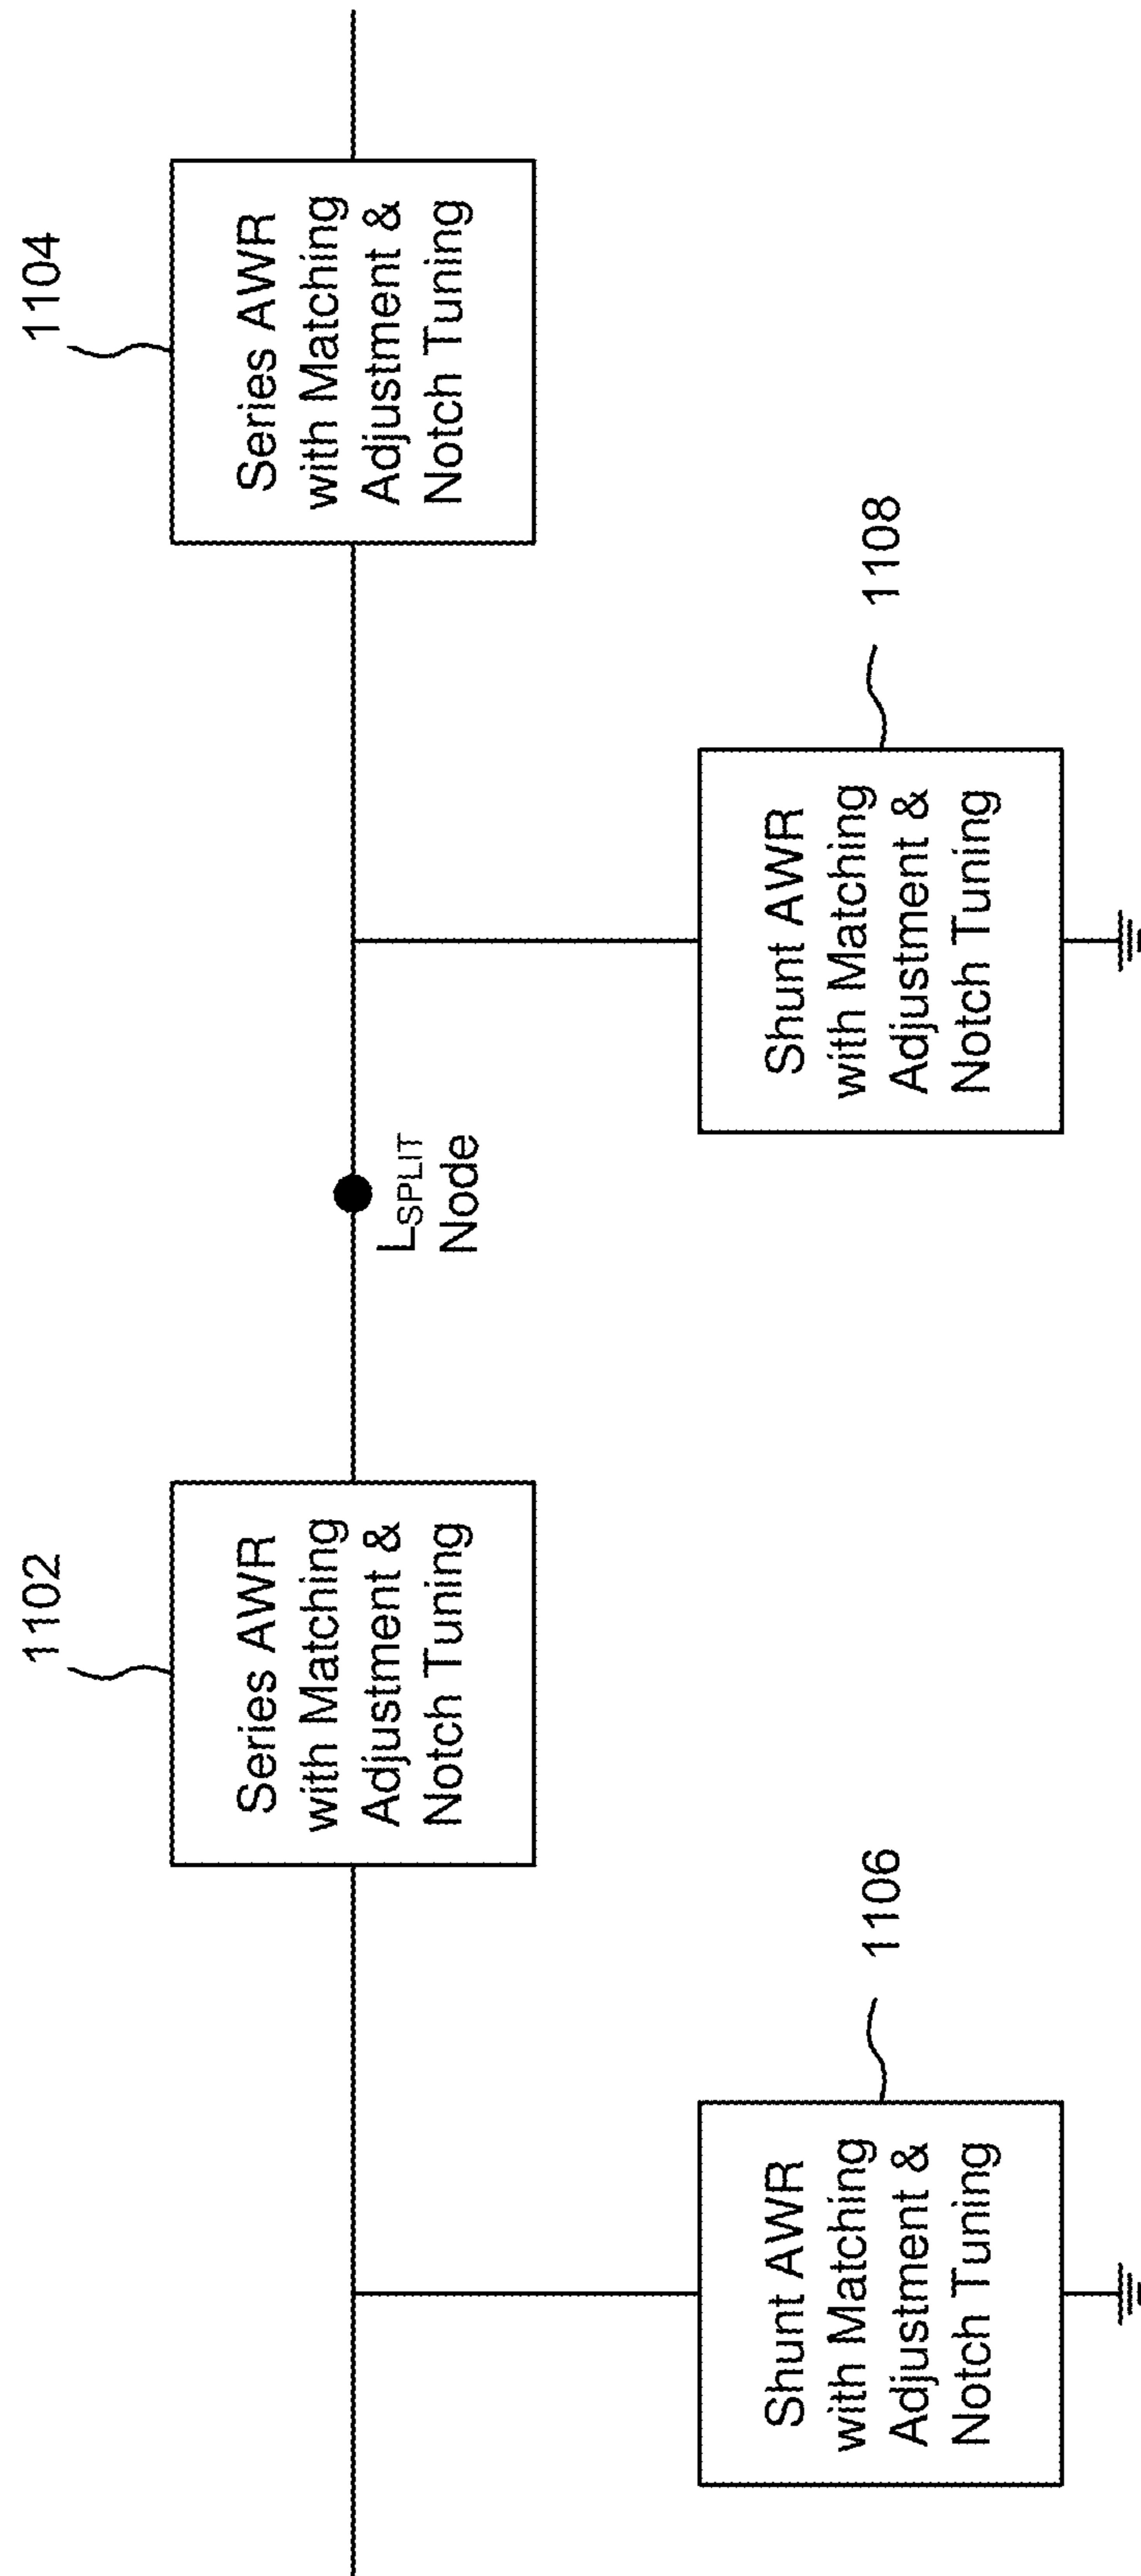 1102
Series AWR
with Matching
Adjustment &
Notch Tuning
1104
Series AWR
with Matching
Adjustment &
Notch Tuning
LSPLIT
Node
1106
Shunt AWR
with Matching
Adjustment &
Notch Tuning
1108
Shunt AWR
with Matching
Adjustment &
Notch Tuning